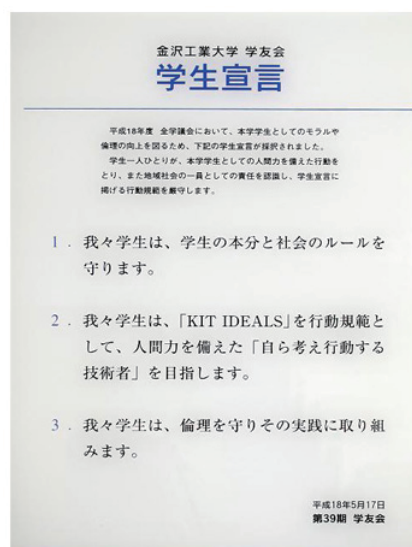 金沢工業大学 学友会
学生宣言
平成18年度 全学議会において、本学学生としてのモラルや
倫理の向上を図るため、下記の学生宣言が採択されました。
学生一人ひとりが、本学学生としての人間力を備えた行動を
とり、また地域社会の一員としての責任を認識し、学生宣言に
掲げる行動規範を厳守します。
1．我々学生は、学生の本分と社会のルールを
守ります。
2．我々学生は、「KIT IDEALS」を行動規範と
して、人間力を備えた「自ら考え行動する
技術者」を目指します。
3．我々学生は、倫理を守りその実践に取り組
みます。
平成18年5月17日
第39期 学友会